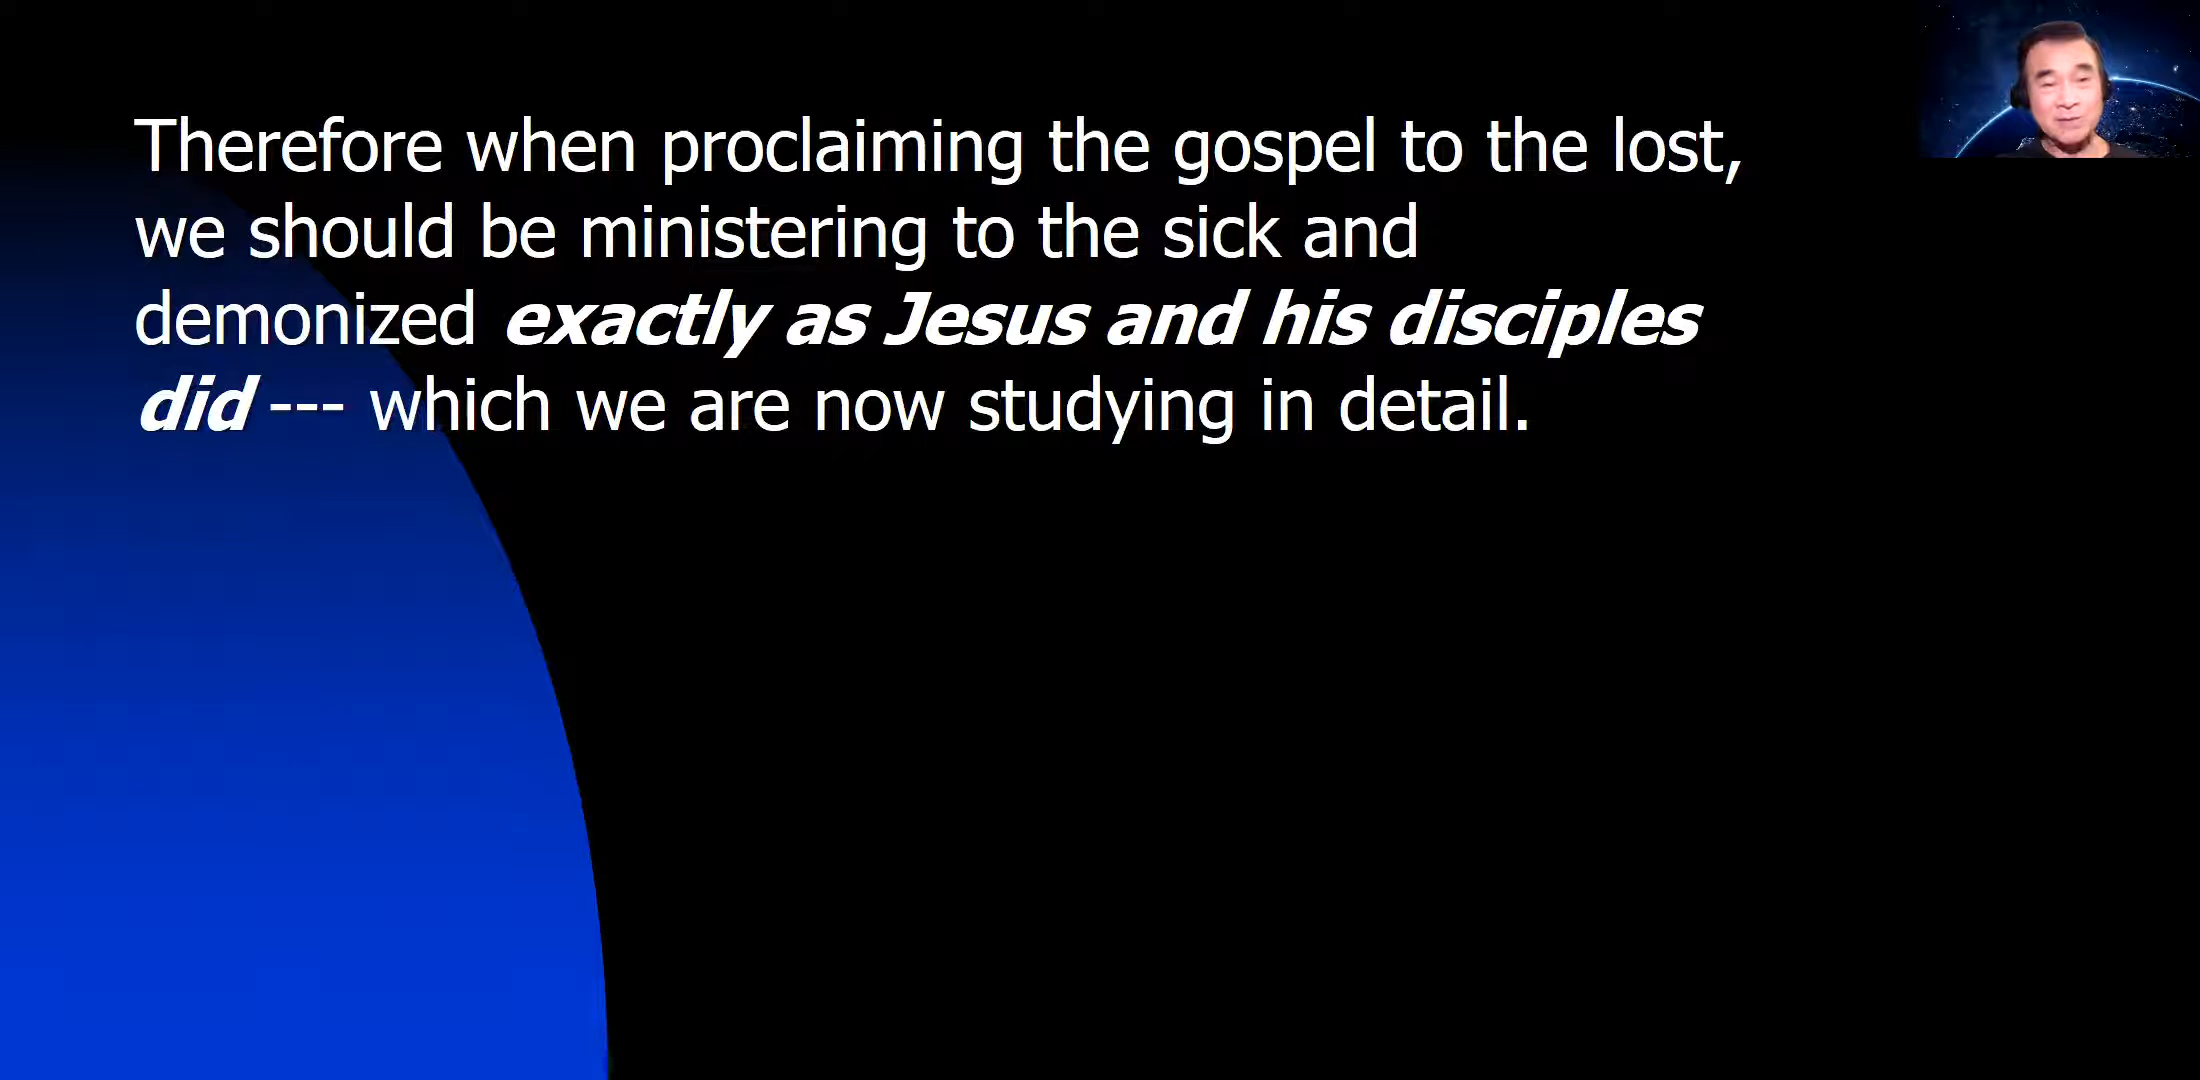 Therefore when proclaiming the gospel to the lost,
we should be ministering to the sick and
demonized exactly as Jesus and his disciples
did --- which we are now studying in detail.